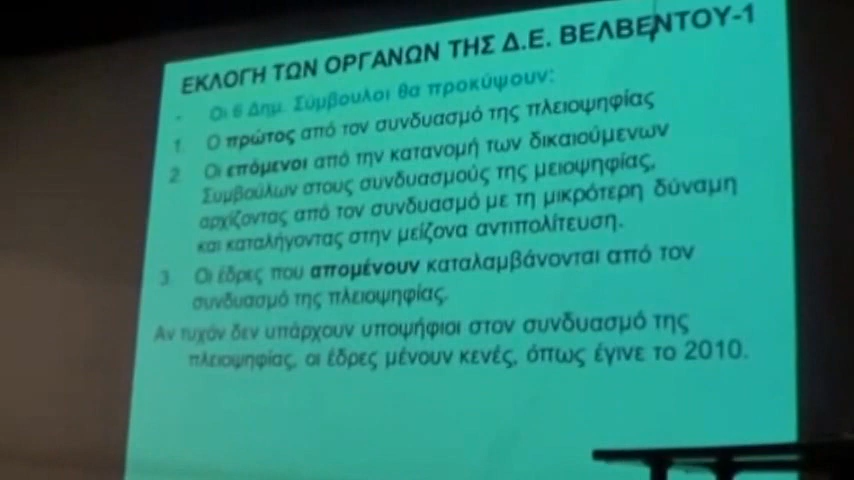 ΕΚΛΟΓΗ ΤΩΝ ΟΡΓΑΝΩΝ ΤΗΣ Δ.Ε. ΒΕΛΒΕΝΤΟΥ-1
- Οι 6 Δημ. Σύμβουλοι θα προκύψουν:
1. Ο πρώτος από τον συνδυασμό της πλειοψηφίας
2. Οι επόμενοι από την κατανομή των δικαιούμενων
Συμβούλων στους συνδυασμούς της μειοψηφίας,
αρχίζοντας από τον συνδυασμό με τη μικρότερη δύναμη
και καταλήγοντας στην μείζονα αντιπολίτευση.
3. Οι έδρες που απομένουν καταλαμβάνονται από τον
συνδυασμό της πλειοψηφίας.
Αν τυχόν δεν υπάρχουν υποψήφιοι στον συνδυασμό της
πλειοψηφίας, οι έδρες μένουν κενές, όπως έγινε το 2010.